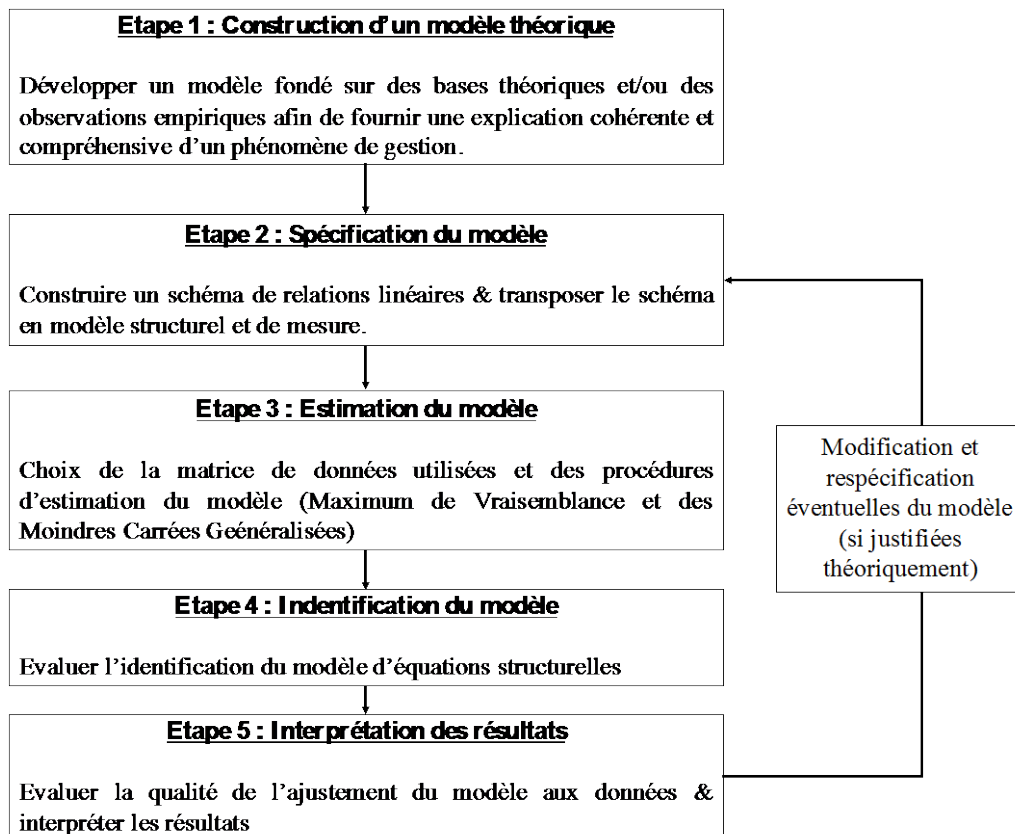 Etape 1 : Construction d'un modèle théorique
Développer un modèle fondé sur des bases théoriques et/ou des
observations empiriques afin de fournir une explication cohérente et
compréhensive d'un phénomène de gestion.
Etape 2 : Spécification du modèle
Construire un schéma de relations linéaires & transposer le schéma
en modèle structurel et de mesure.
Etape 3 : Estimation du modèle
Choix de la matrice de données utilisées et des procédures
d'estimation du modèle (Maximum de Vraisemblance et des
Moindres Carrées Geénéralisées)
Etape 4 : Indentification du modèle
Evaluer l'identification du modèle d'équations structurelles
Etape 5 : Interprétation des résultats
Evaluer la qualité de l'ajustement du modèle aux données &
interpréter les résultats
Modification et
respécification
éventuelles du modèle
(si justifiées
théoriquement)